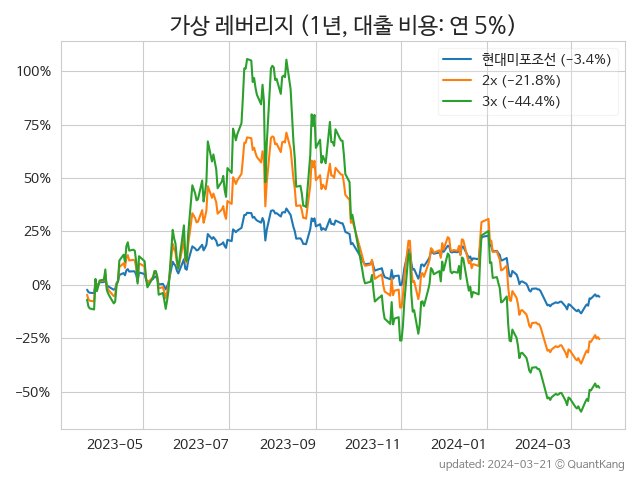 가상 레버리지 (1년, 대출 비용: 연 5%)
현대미포조선 (−3.4%)
2x (−21.8%)
3x (−44.4%)
100%
75%
50%
25%
0%
−25%
−50%
2023-05 2023-07 2023-09 2023-11 2024-01 2024-03
updated: 2024-03-21 © QuantKang